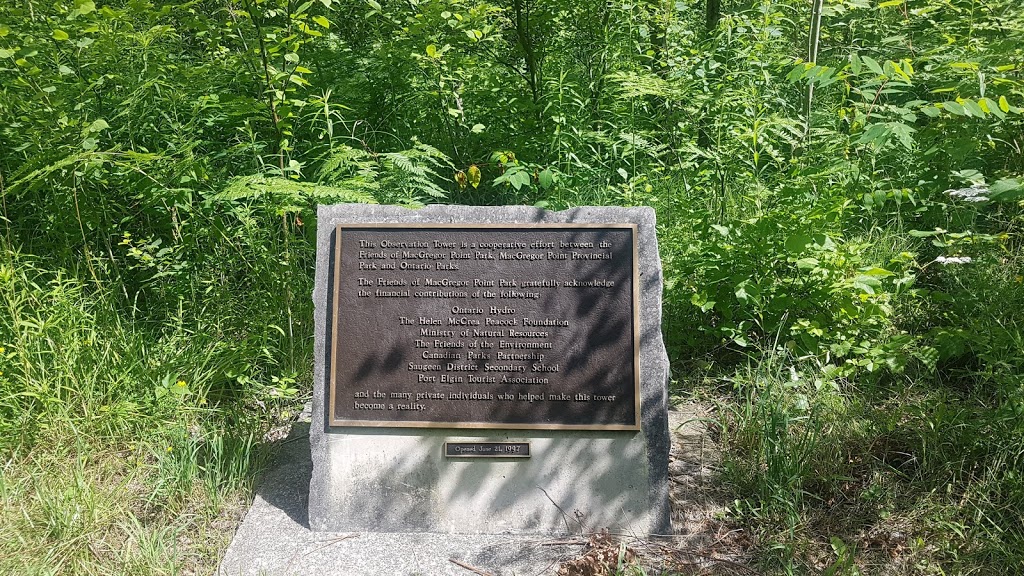 This Observation Tower is a cooperative effort between the
Friends of MacGregor Point Park, MacGregor Point Provincial
Park and Ontario Parks.
The Friends of MacGregor Point Park gratefully acknowledge
the financial contributions of the following:
Ontario Hydro
The Helen McCrea Peacock Foundation
Ministry of Natural Resources
The Friends of the Environment
Canadian Parks Partnership
Saugeen District Secondary School
Port Elgin Tourist Association
and the many private individuals who helped make this tower
become a reality.
Opened June 21, 1997